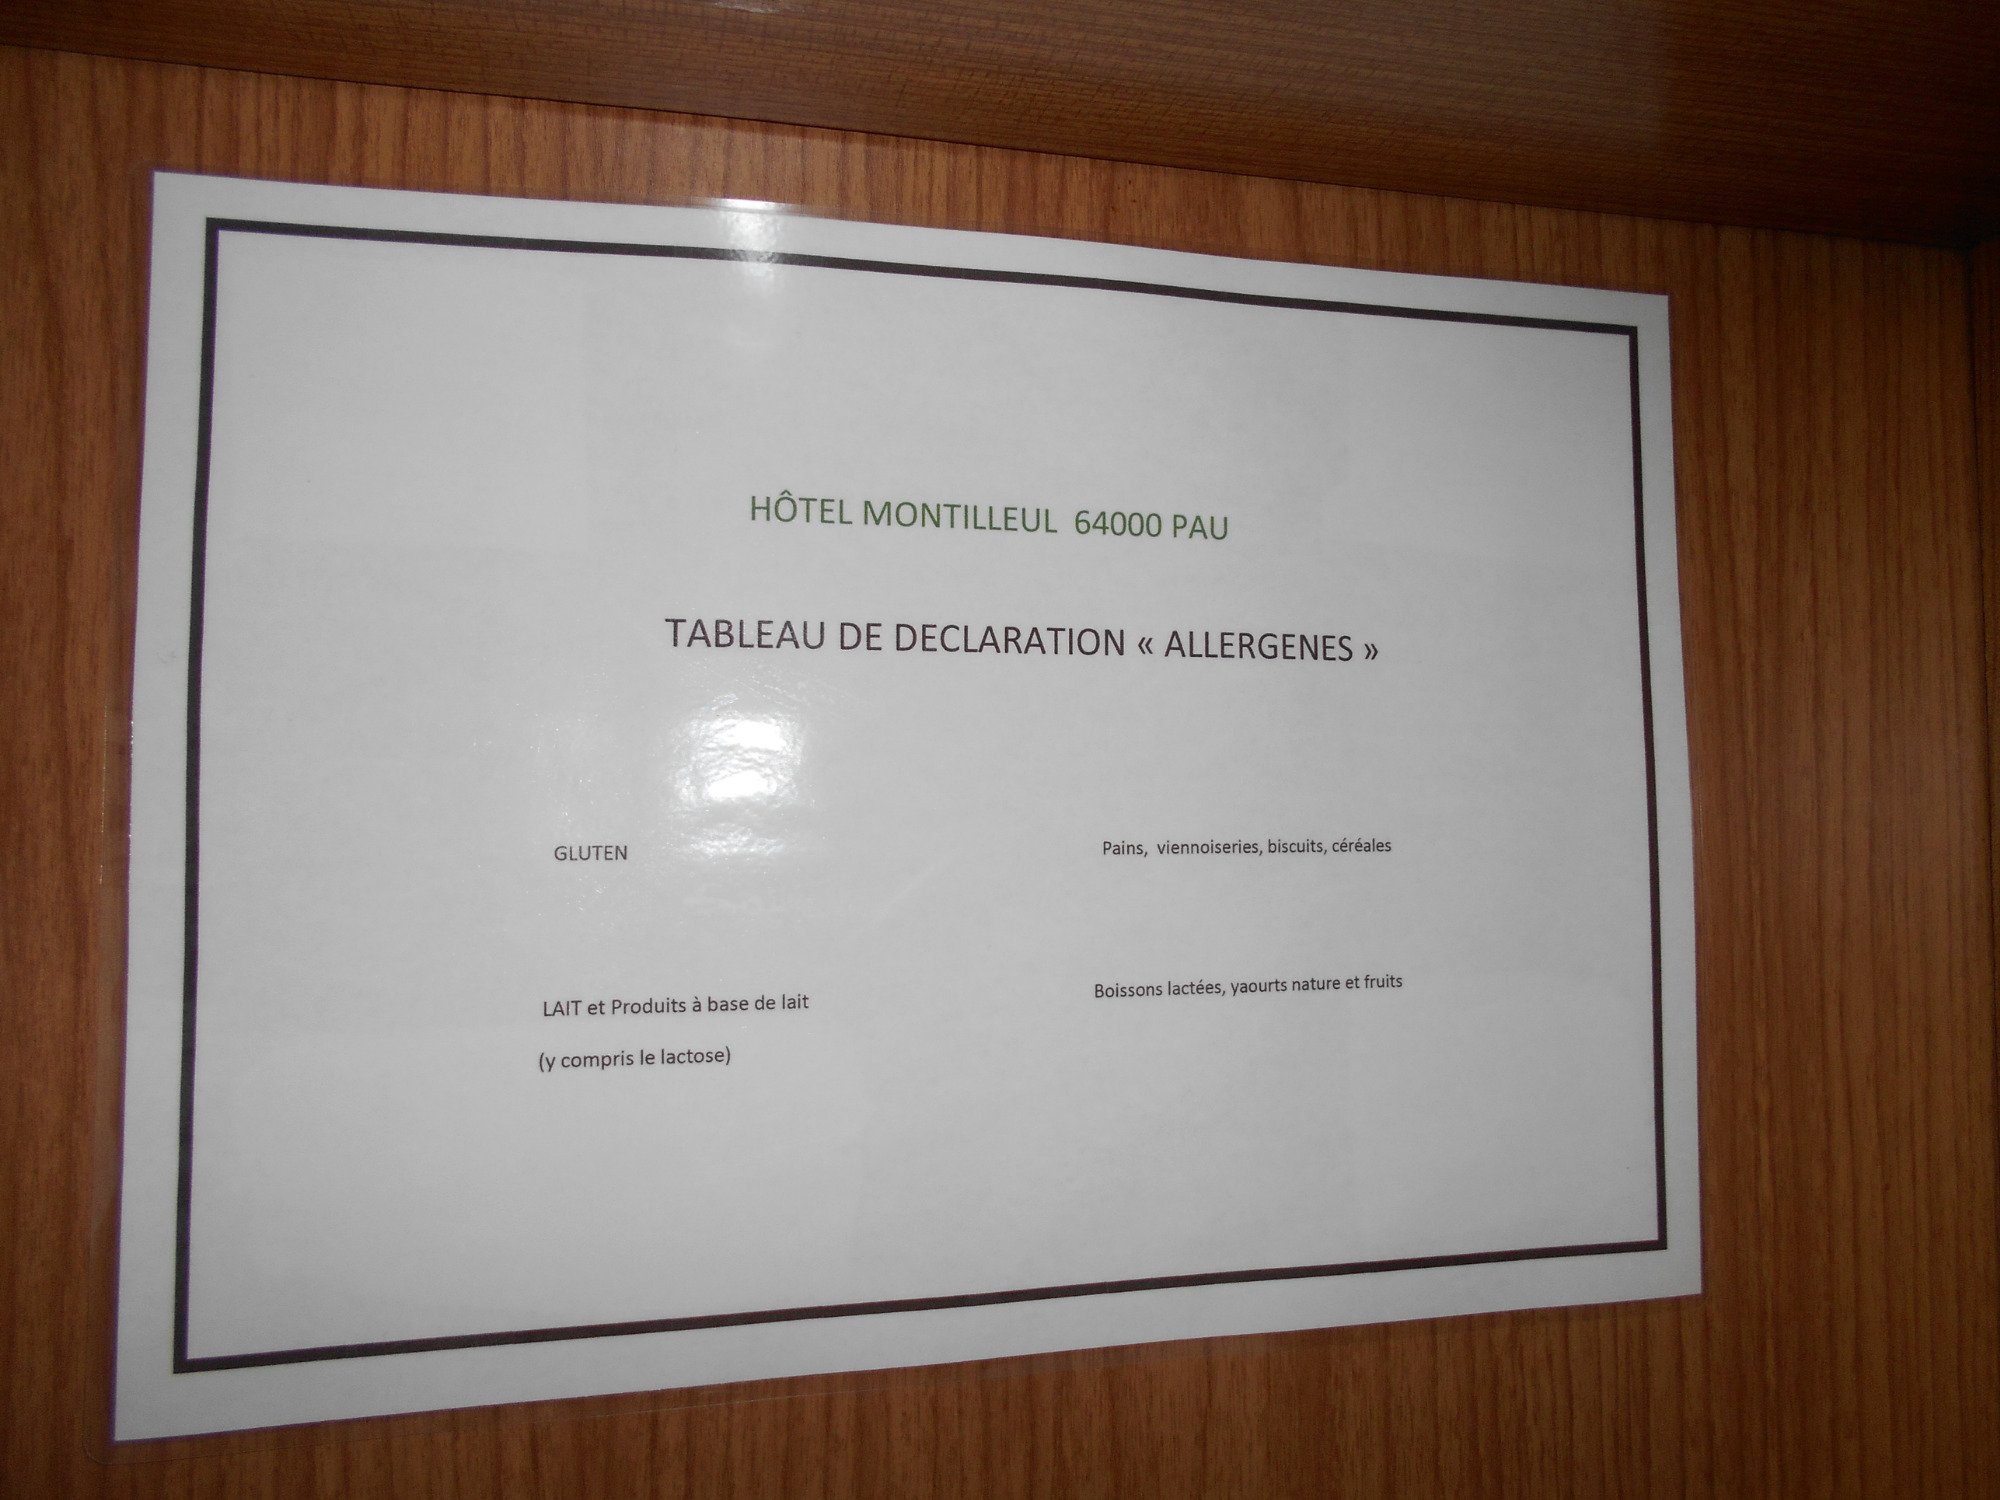 HÔTEL MONTILLEUL 64000 PAU
TABLEAU DE DECLARATION « ALLERGENES »
GLUTEN
Pains, viennoiseries, biscuits, céréales
LAIT et Produits à base de lait
Boissons lactées, yaourts nature et fruits
(y compris le lactose)